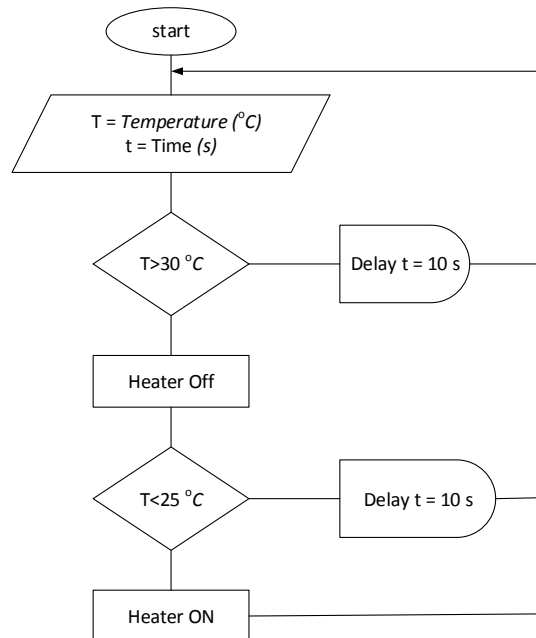 start
T = Temperature (°C)
t = Time (s)
T>30 °C
Delay t = 10 s
Heater Off
T<25 °C
Delay t = 10 s
Heater ON